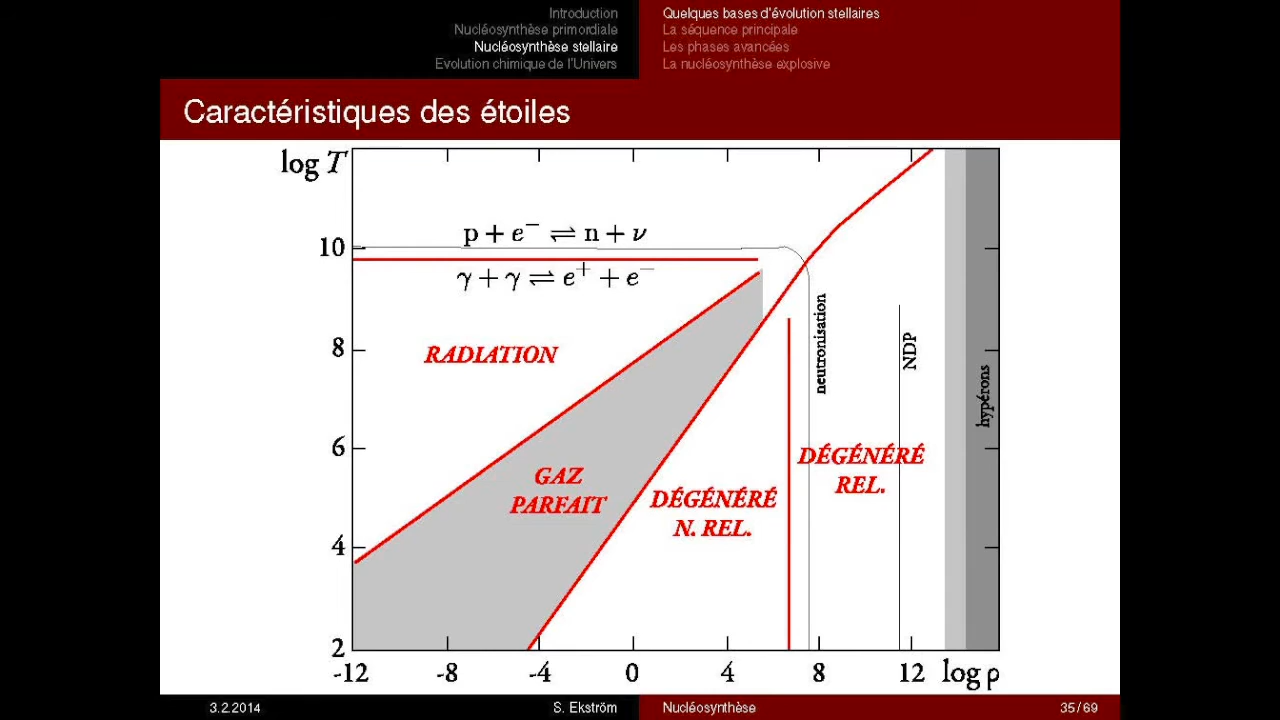 Introduction
Nucléosynthèse primordiale
Nucléosynthèse stellaire
Evolution chimique de l'Univers
Quelques bases d'évolution stellaires
La séquence principale
Les phases avancées
La nucléosynthèse explosive
Caractéristiques des étoiles
log T
p + e⁻ ⇌ n + ν
10
γ + γ ⇌ e⁺ + e⁻
neutronisation
NDP
hypérons
8
RADIATION
6
DÉGÉNÉRÉ
REL.
GAZ
PARFAIT
DÉGÉNÉRÉ
N. REL.
4
2
-12 -8 -4 0 4 8 12 log ρ
3.2.2014 S. Ekström Nucléosynthèse 35/69